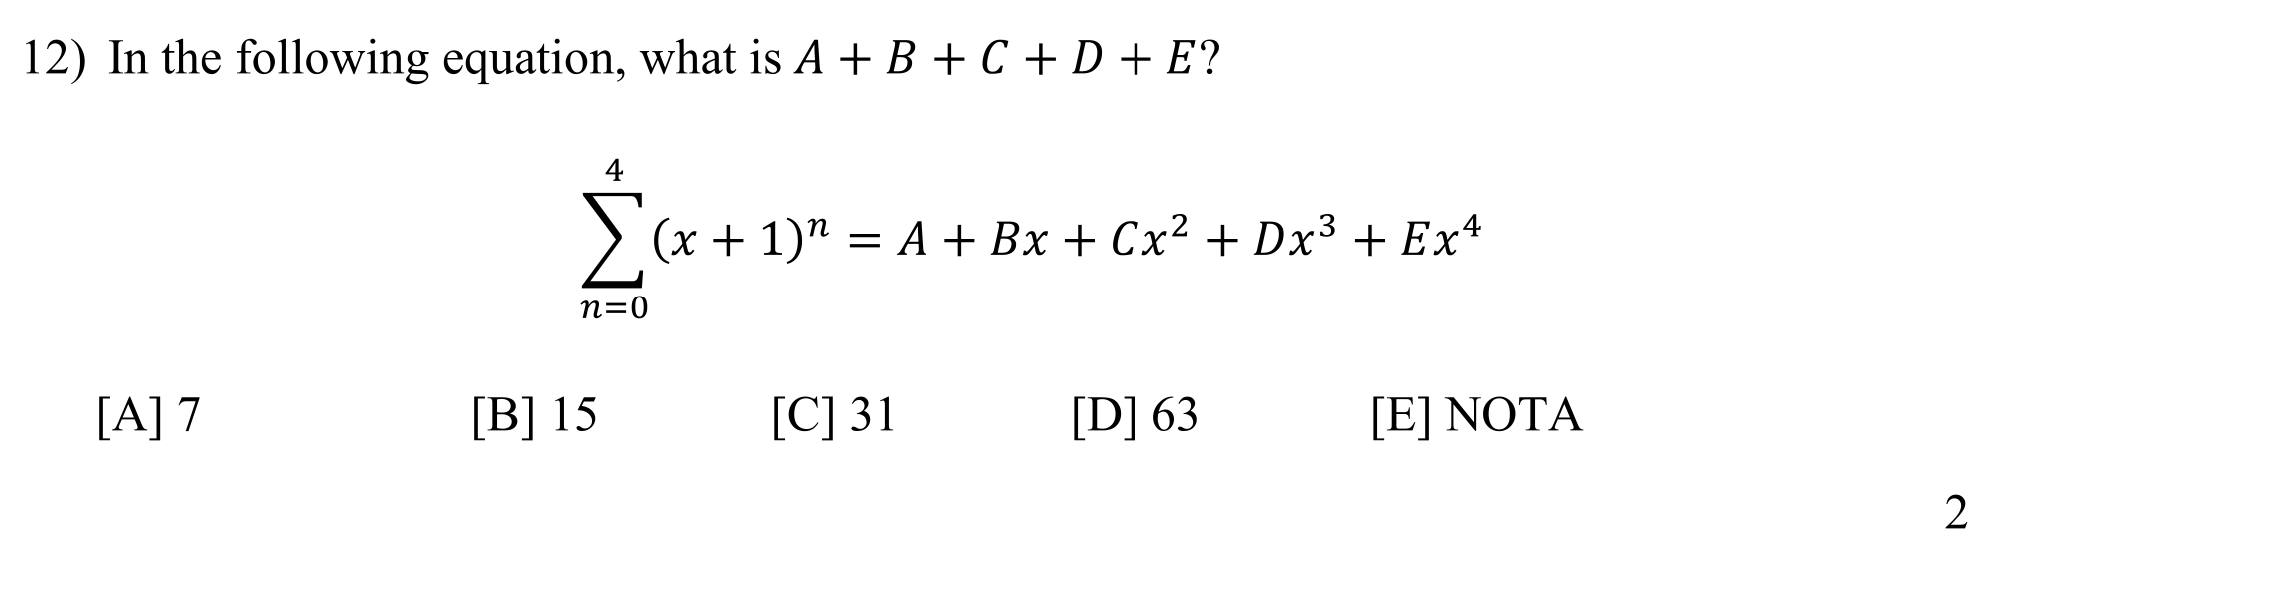 12) In the following equation, what is A + B + C + D + E?
4
∑(x + 1)ⁿ = A + Bx + Cx² + Dx³ + Ex⁴
n=0
[A] 7 [B] 15 [C] 31 [D] 63 [E] NOTA
2